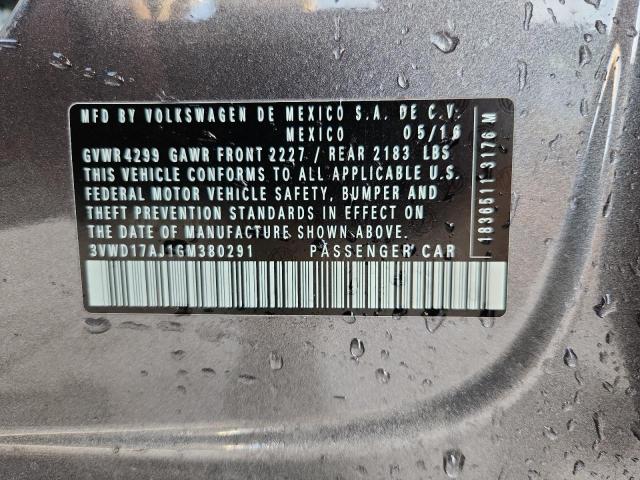 MFD BY VOLKSWAGEN DE MEXICO S.A. DE C.V.
MEXICO 05/16
GVWR 4299 GAWR FRONT 2227 / REAR 2183 LBS
THIS VEHICLE CONFORMS TO ALL APPLICABLE U.S.
FEDERAL MOTOR VEHICLE SAFETY, BUMPER AND
THEFT PREVENTION STANDARDS IN EFFECT ON
THE DATE OF MANUFACTURE SHOWN ABOVE.
3VWD17AJ1GM380291 PASSENGER CAR
1836511-3176 M